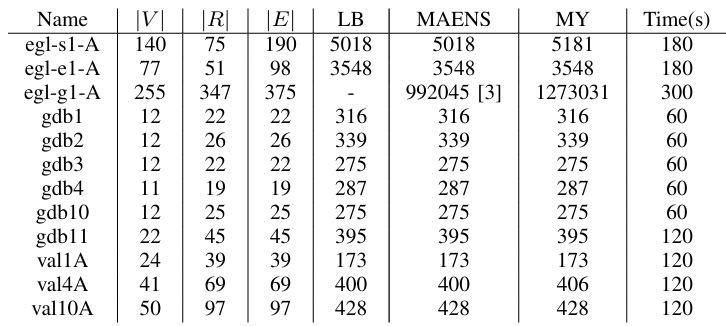 Name |V| |R| |E| LB MAENS MY Time(s)
egl-s1-A 140 75 190 5018 5018 5181 180
egl-e1-A 77 51 98 3548 3548 3548 180
egl-g1-A 255 347 375 - 992045 [3] 1273031 300
gdb1 12 22 22 316 316 316 60
gdb2 12 26 26 339 339 339 60
gdb3 12 22 22 275 275 275 60
gdb4 11 19 19 287 287 287 60
gdb10 12 25 25 275 275 275 60
gdb11 22 45 45 395 395 395 120
val1A 24 39 39 173 173 173 120
val4A 41 69 69 400 400 406 120
val10A 50 97 97 428 428 428 120